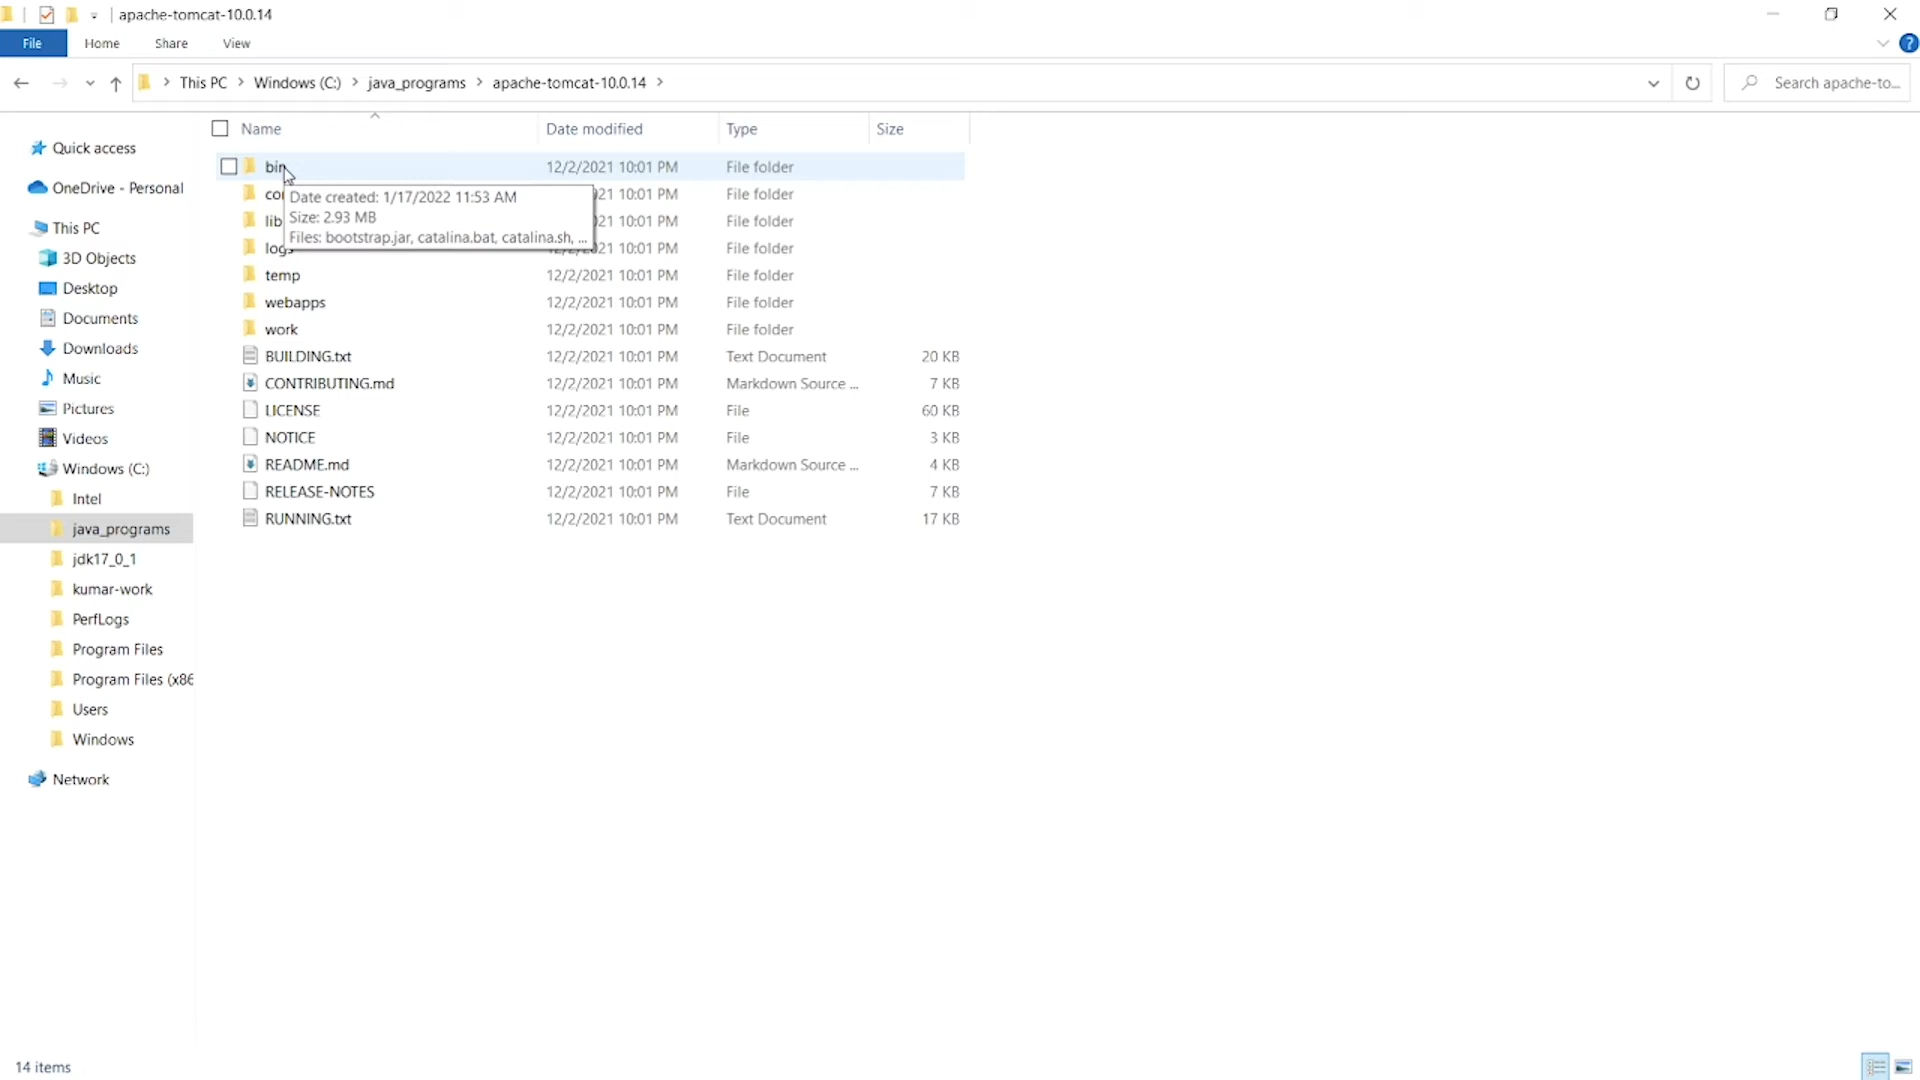 apache-tomcat-10.0.14
File Home Share View
This PC Windows (C:) java_programs apache-tomcat-10.0.14
Search apache-to...
Name Date modified Type Size
Quick access
OneDrive - Personal
This PC
3D Objects
Desktop
Documents
Downloads
Music
Pictures
Videos
Windows (C:)
Intel
java_programs
jdk17_0_1
kumar-work
PerfLogs
Program Files
Program Files (x86
Users
Windows
Network
bin 12/2/2021 10:01 PM File folder
10:01 PM File folder
lib 10:01 PM File folder
logs 10:01 PM File folder
Date created: 1/17/2022 11:53 AM
Size: 2.93 MB
Files: bootstrap.jar, catalina.bat, catalina.sh, ...
temp 12/2/2021 10:01 PM File folder
webapps 12/2/2021 10:01 PM File folder
work 12/2/2021 10:01 PM File folder
BUILDING.txt 12/2/2021 10:01 PM Text Document 20 KB
CONTRIBUTING.md 12/2/2021 10:01 PM Markdown Source ... 7 KB
LICENSE 12/2/2021 10:01 PM File 60 KB
NOTICE 12/2/2021 10:01 PM File 3 KB
README.md 12/2/2021 10:01 PM Markdown Source ... 4 KB
RELEASE-NOTES 12/2/2021 10:01 PM File 7 KB
RUNNING.txt 12/2/2021 10:01 PM Text Document 17 KB
14 items